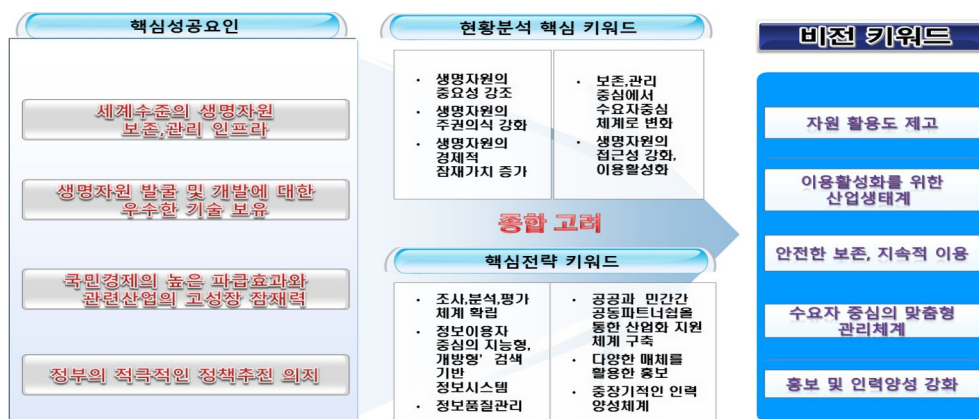 핵심성공요인
세계수준의 생명자원
보존,관리 인프라
생명자원 발굴 및 개발에 대한
우수한 기술 보유
국민경제의 높은 파급효과와
관련산업의 고성장 잠재력
정부의 적극적인 정책추진 의지
현황분석 핵심 키워드
· 생명자원의
중요성 강조
· 생명자원의
주권의식 강화
· 생명자원의
경제적
잠재가치 증가
· 보존,관리
중심에서
수요자중심
체계로 변화
· 생명자원의
접근성 강화,
이용활성화
종합 고려
핵심전략 키워드
· 조사,분석,평가
체계 확립
· 정보이용자
중심의 지능형,
개방형' 검색
기반
정보시스템
· 정보품질관리
· 공공과 민간간
공동파트너쉽을
통한 산업화 지원
체계 구축
· 다양한 매체를
활용한 홍보
· 중장기적인 인력
양성체계
비전 키워드
자원 활용도 제고
이용활성화를 위한
산업생태계
안전한 보존, 지속적 이용
수요자 중심의 맞춤형
관리체계
홍보 및 인력양성 강화